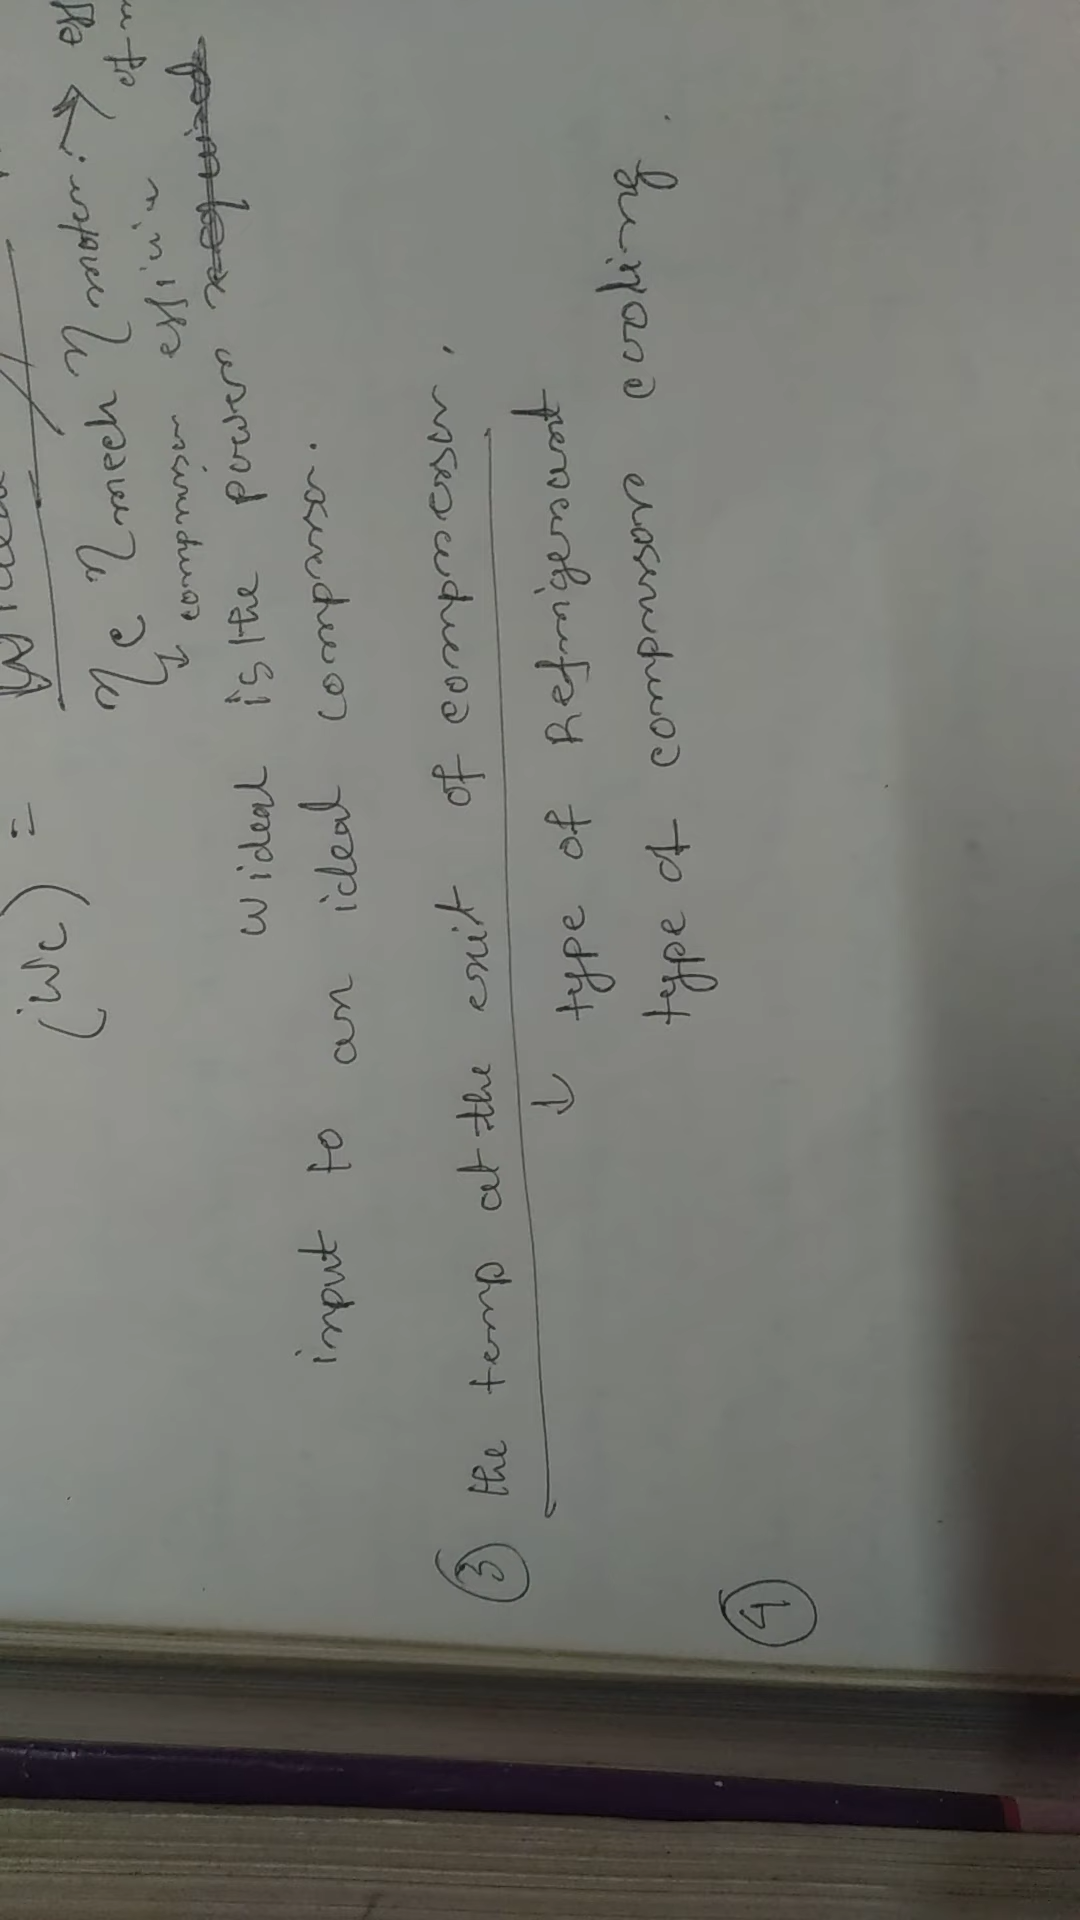 (Wc) = Wideal
ηc ηmech ηmotor →
compressor
Wideal is the power
input to an ideal compressor.
③ the temp at the exit of compressor.
↓ type of Refrigerant
type of compressor cooling.
④